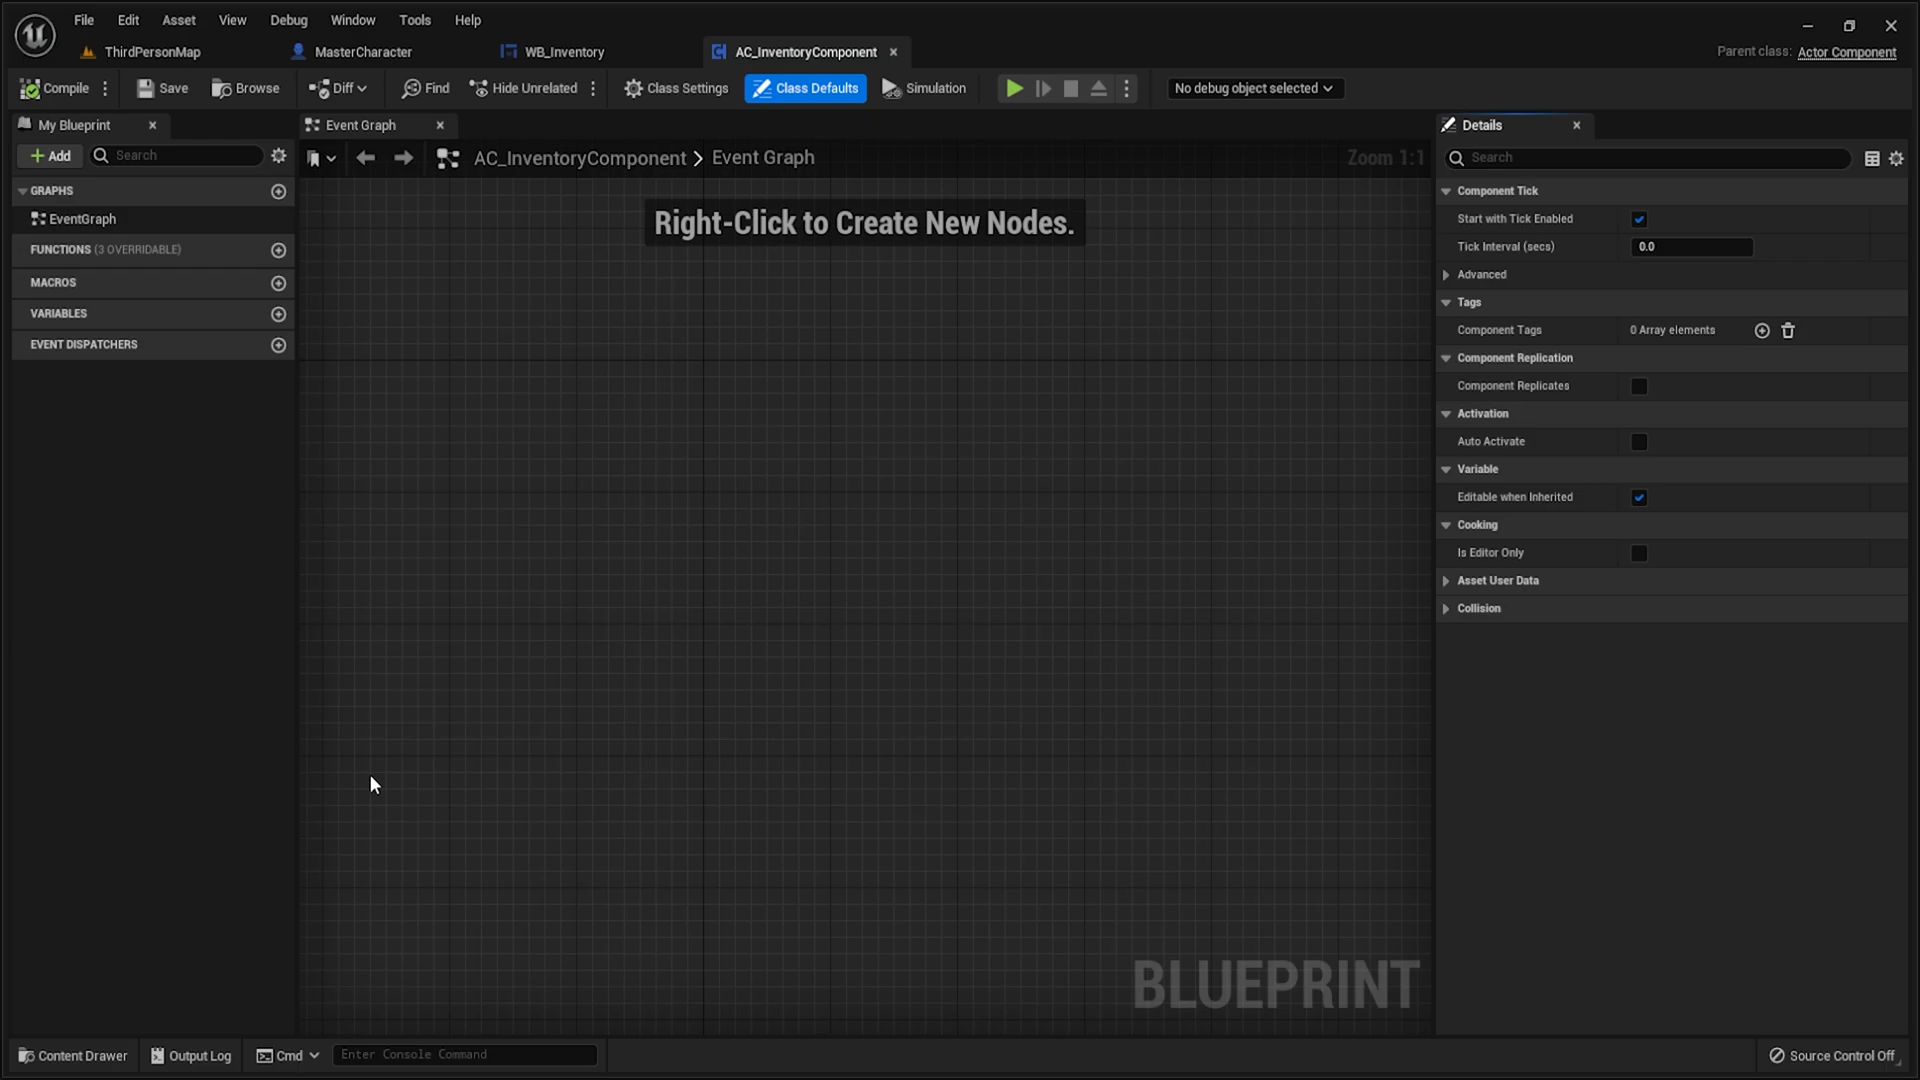 File Edit Asset View Debug Window Tools Help
ThirdPersonMap MasterCharacter WB_Inventory AC_InventoryComponent Parent class: Actor Component
Compile Save Browse Diff Find Hide Unrelated Class Settings Class Defaults Simulation No debug object selected
My Blueprint Event Graph Details
Add Search AC_InventoryComponent > Event Graph Zoom 1:1 Search
GRAPHS
EventGraph
FUNCTIONS (3 OVERRIDABLE)
MACROS
VARIABLES
EVENT DISPATCHERS
Right-Click to Create New Nodes.
BLUEPRINT
Component Tick
Start with Tick Enabled
Tick Interval (secs) 0.0
Advanced
Tags
Component Tags 0 Array elements
Component Replication
Component Replicates
Activation
Auto Activate
Variable
Editable when Inherited
Cooking
Is Editor Only
Asset User Data
Collision
Content Drawer Output Log Cmd Enter Console Command Source Control Off